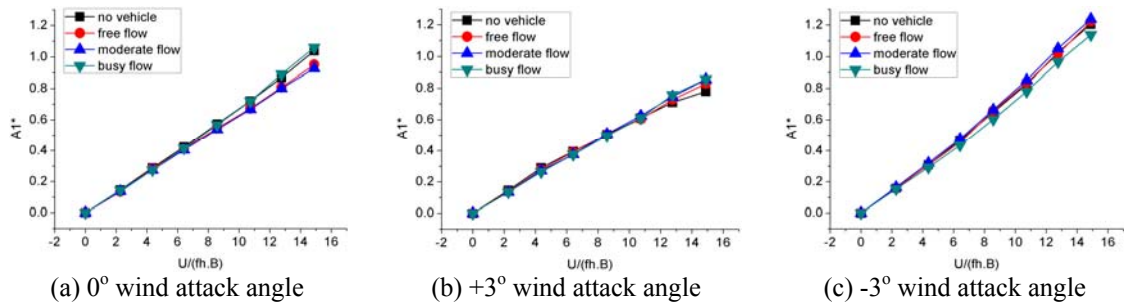 no vehicle
free flow
moderate flow
busy flow
1.2
1.0
0.8
0.6
0.4
0.2
0.0
A1*
-2 0 2 4 6 8 10 12 14 16
U/(fh.B)
(a) 0° wind attack angle
no vehicle
free flow
moderate flow
busy flow
1.2
1.0
0.8
0.6
0.4
0.2
0.0
A1*
-2 0 2 4 6 8 10 12 14 16
U/(fh.B)
(b) +3° wind attack angle
no vehicle
free flow
moderate flow
busy flow
1.2
1.0
0.8
0.6
0.4
0.2
0.0
A1*
-2 0 2 4 6 8 10 12 14 16
U/(fh.B)
(c) -3° wind attack angle